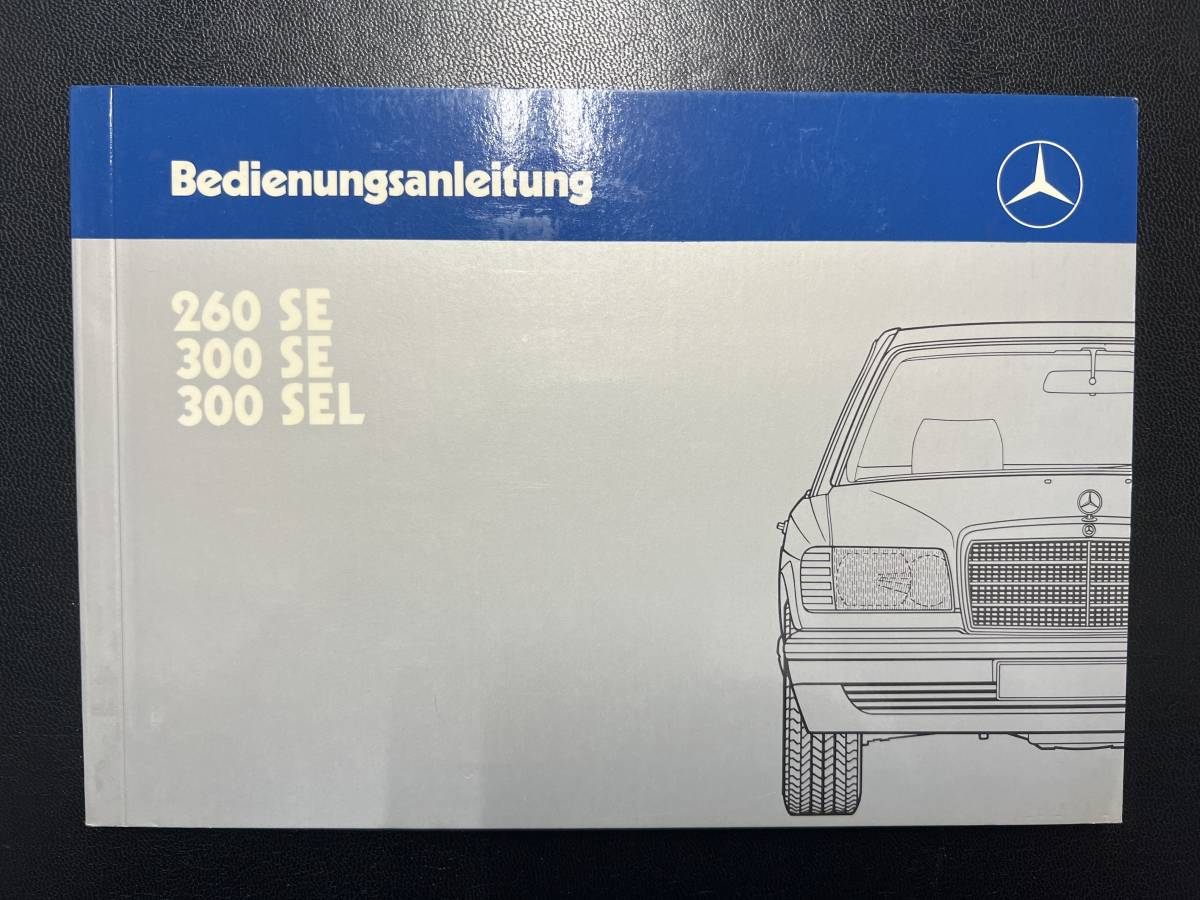 Bedienungsanleitung
260 SE
300 SE
300 SEL